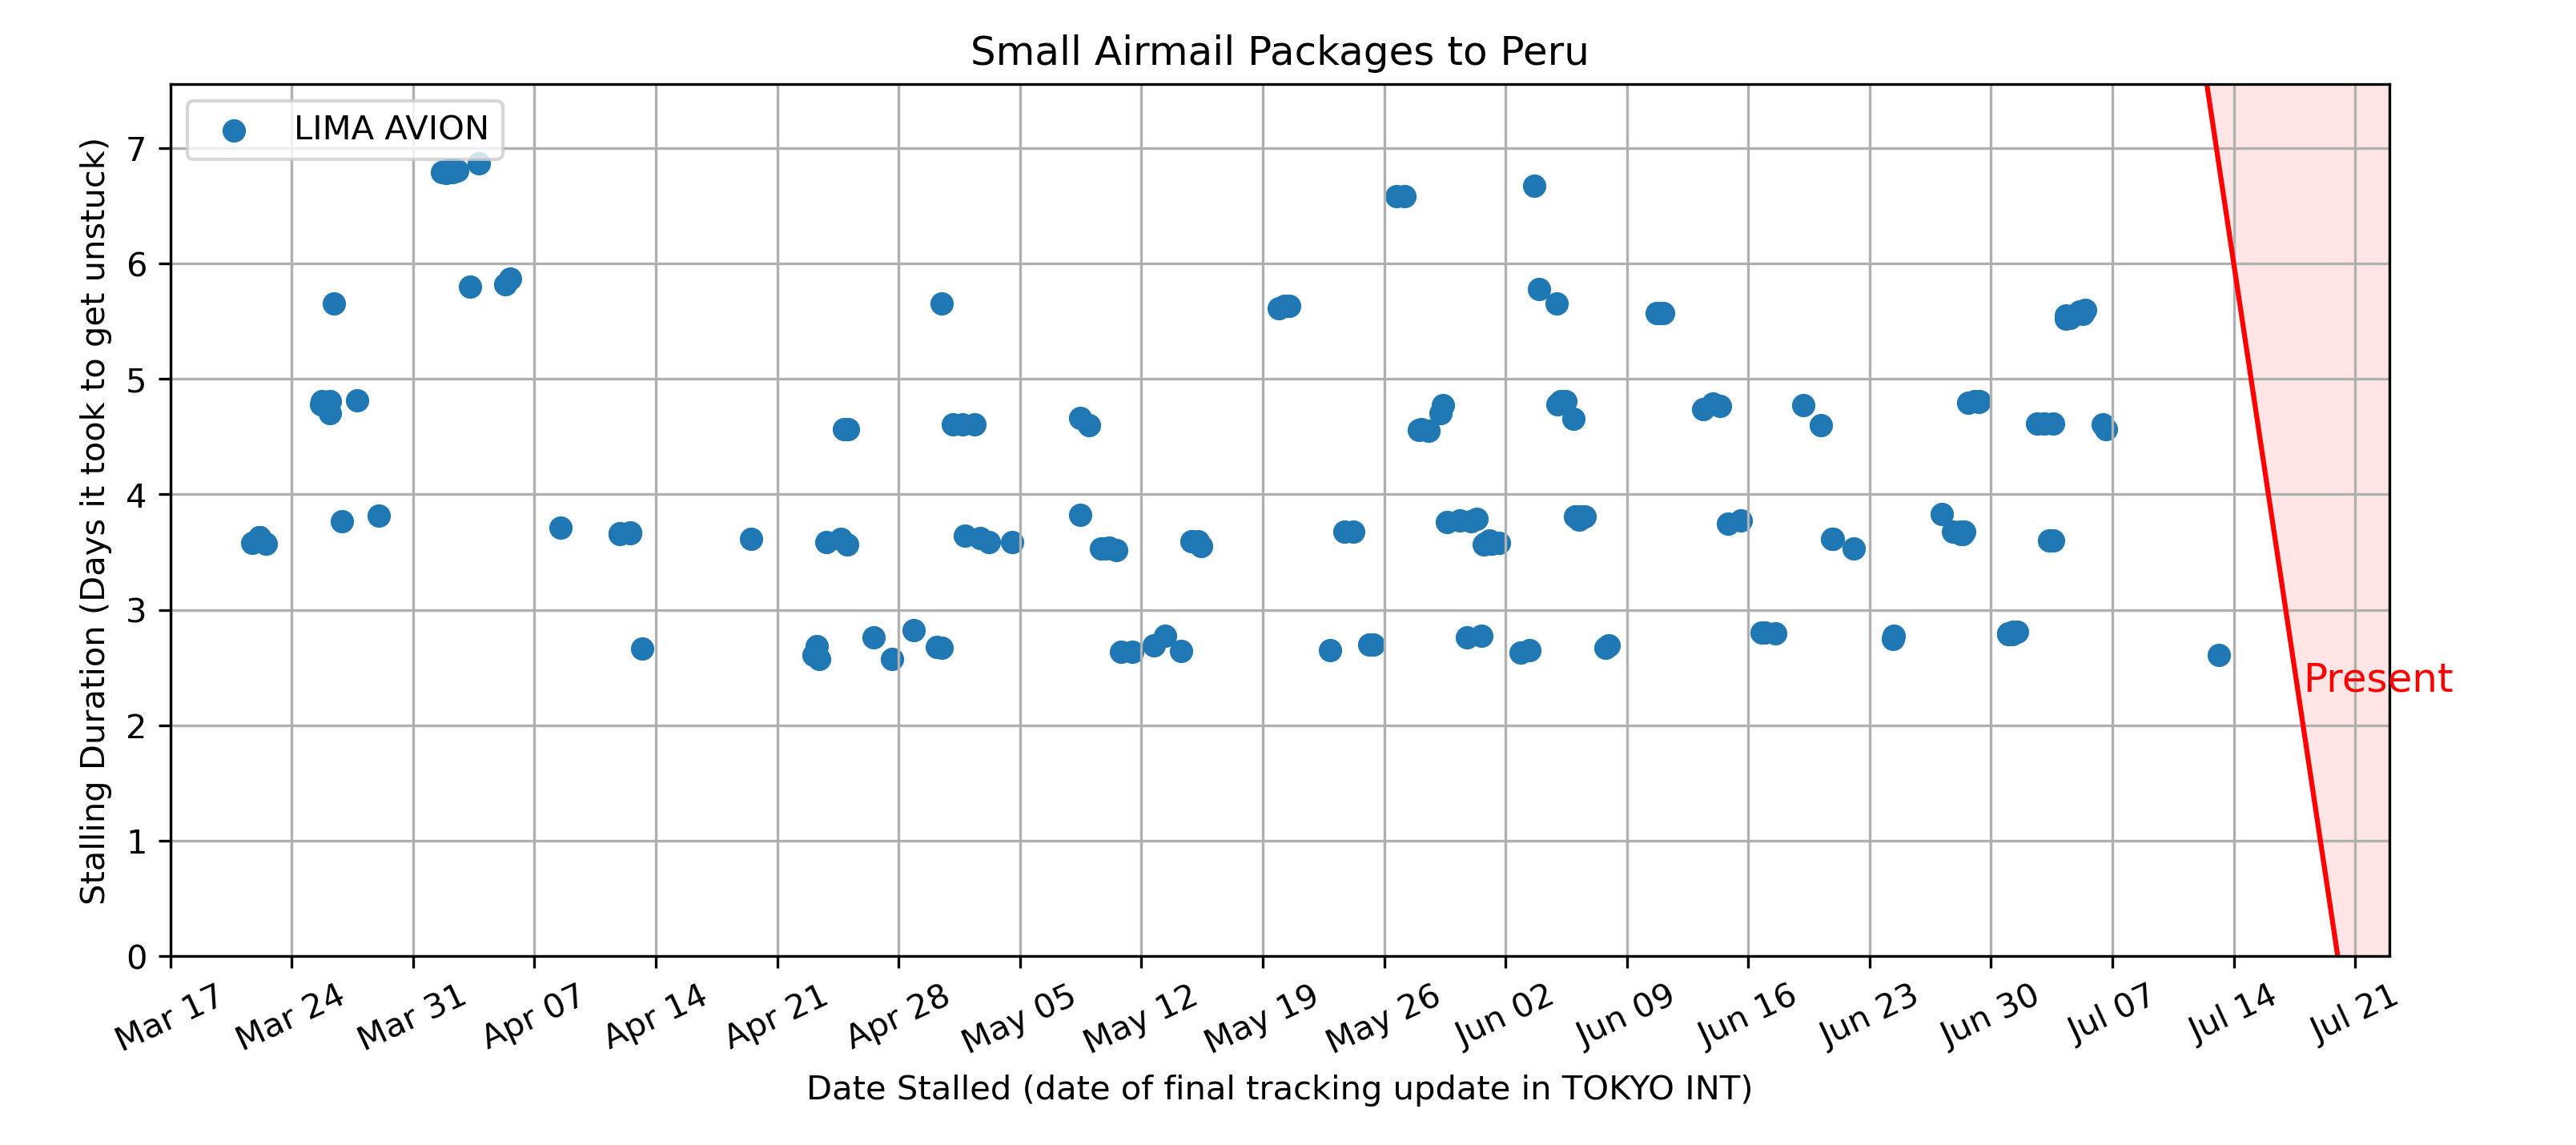 Small Airmail Packages to Peru
LIMA AVION
Stalling Duration (Days it took to get unstuck)
7
6
5
4
3
2
1
0
Present
Mar 17
Mar 24
Mar 31
Apr 07
Apr 14
Apr 21
Apr 28
May 05
May 12
May 19
May 26
Jun 02
Jun 09
Jun 16
Jun 23
Jun 30
Jul 07
Jul 14
Jul 21
Date Stalled (date of final tracking update in TOKYO INT)